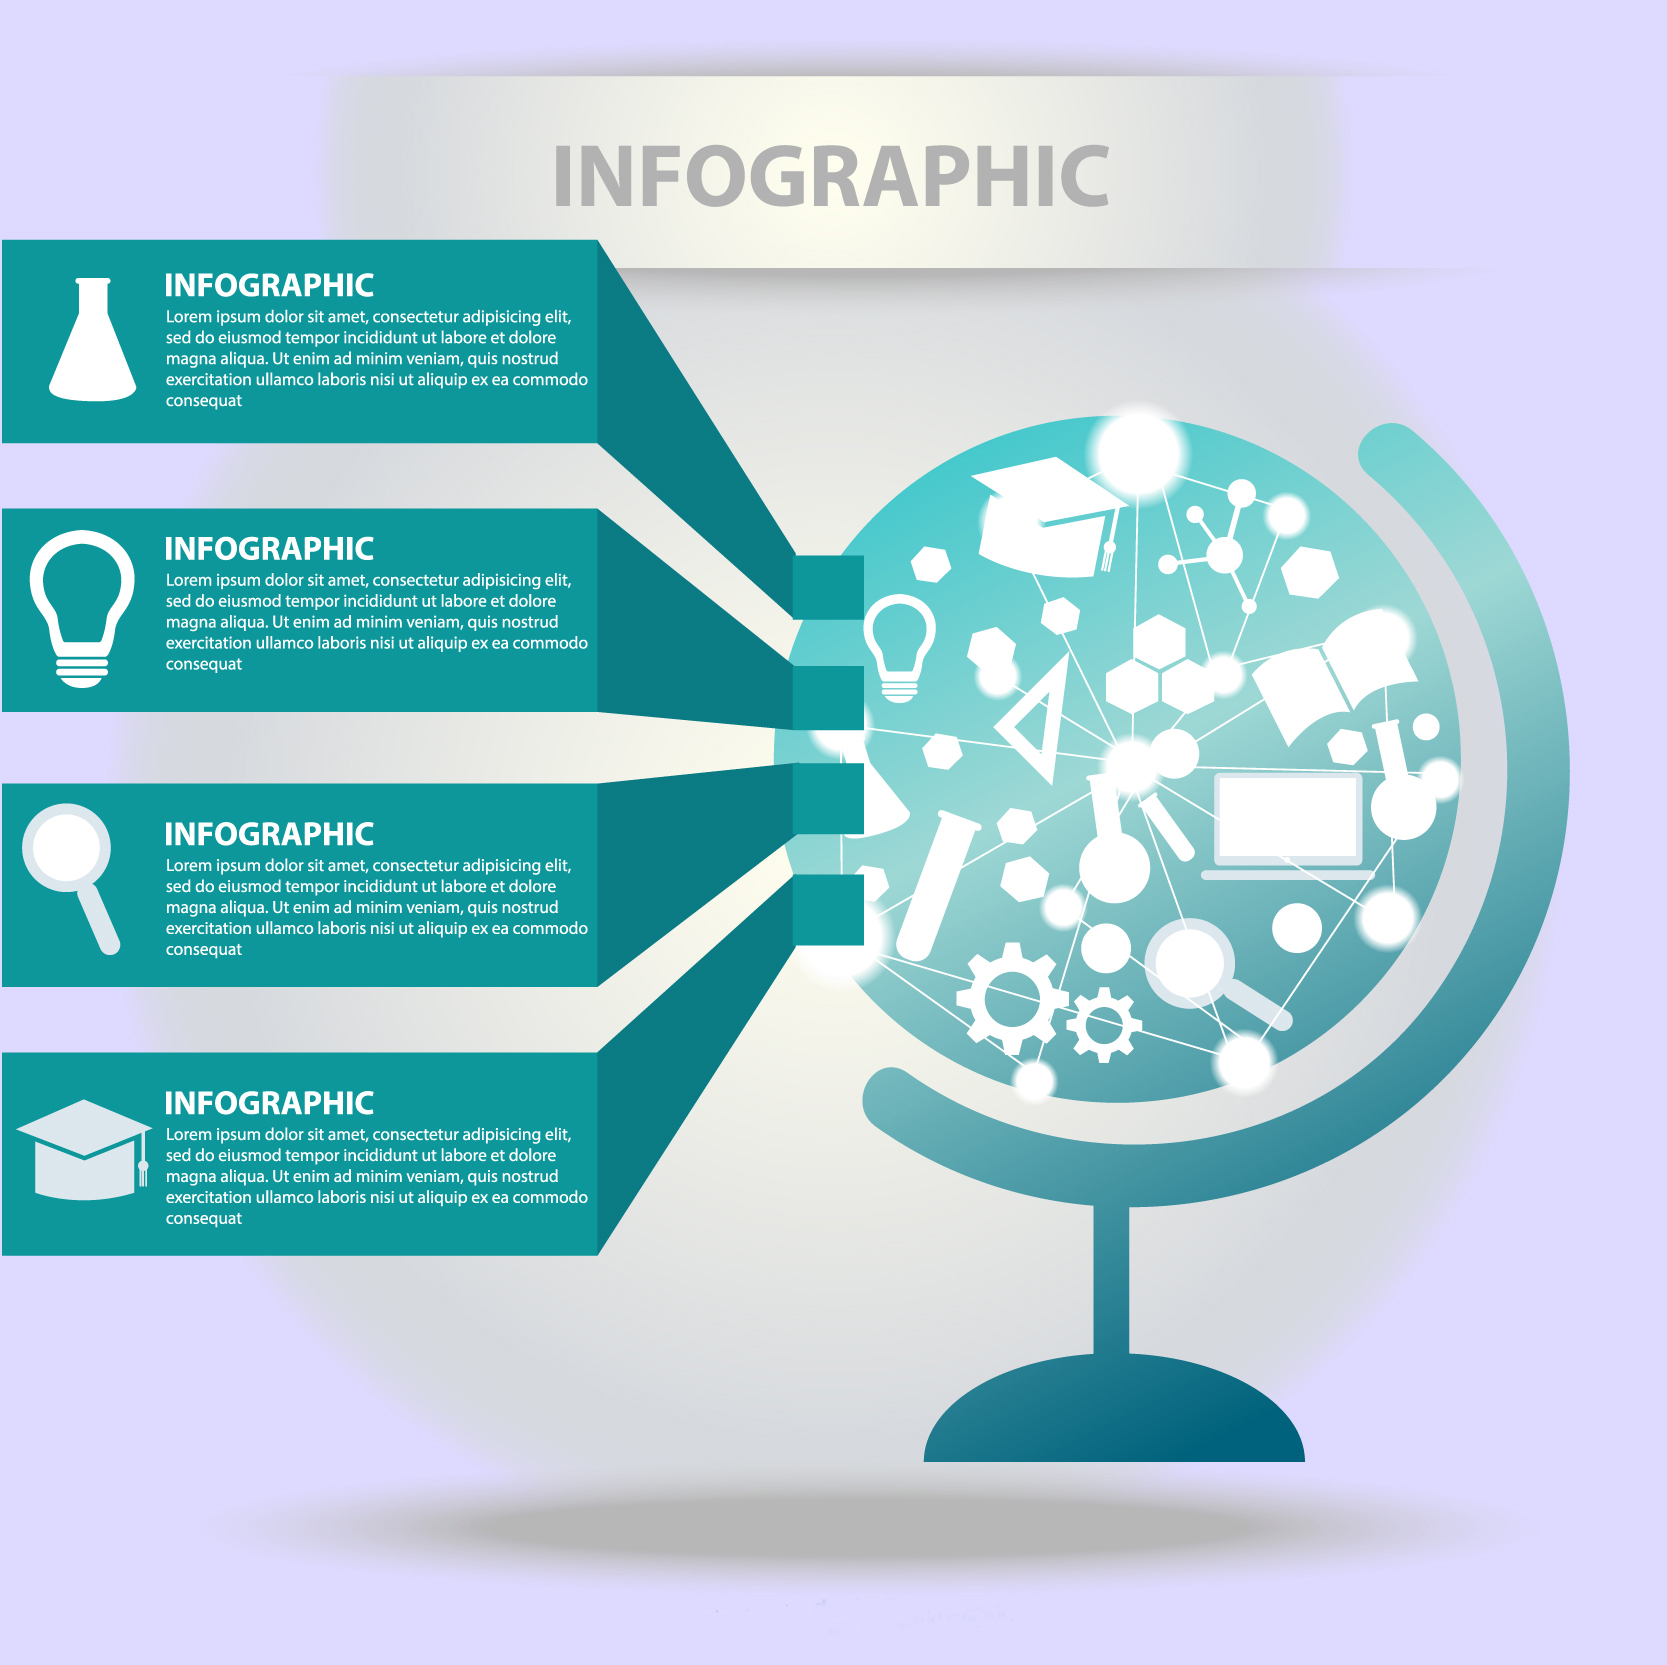 INFOGRAPHIC
INFOGRAPHIC
Lorem ipsum dolor sit amet, consectetur adipisicing elit,
sed do eiusmod tempor incididunt ut labore et dolore
magna aliqua. Ut enim ad minim veniam, quis nostrud
exercitation ullamco laboris nisi ut aliquip ex ea commodo
consequat
INFOGRAPHIC
Lorem ipsum dolor sit amet, consectetur adipisicing elit,
sed do eiusmod tempor incididunt ut labore et dolore
magna aliqua. Ut enim ad minim veniam, quis nostrud
exercitation ullamco laboris nisi ut aliquip ex ea commodo
consequat
INFOGRAPHIC
Lorem ipsum dolor sit amet, consectetur adipisicing elit,
sed do eiusmod tempor incididunt ut labore et dolore
magna aliqua. Ut enim ad minim veniam, quis nostrud
exercitation ullamco laboris nisi ut aliquip ex ea commodo
consequat
INFOGRAPHIC
Lorem ipsum dolor sit amet, consectetur adipisicing elit,
sed do eiusmod tempor incididunt ut labore et dolore
magna aliqua. Ut enim ad minim veniam, quis nostrud
exercitation ullamco laboris nisi ut aliquip ex ea commodo
consequat